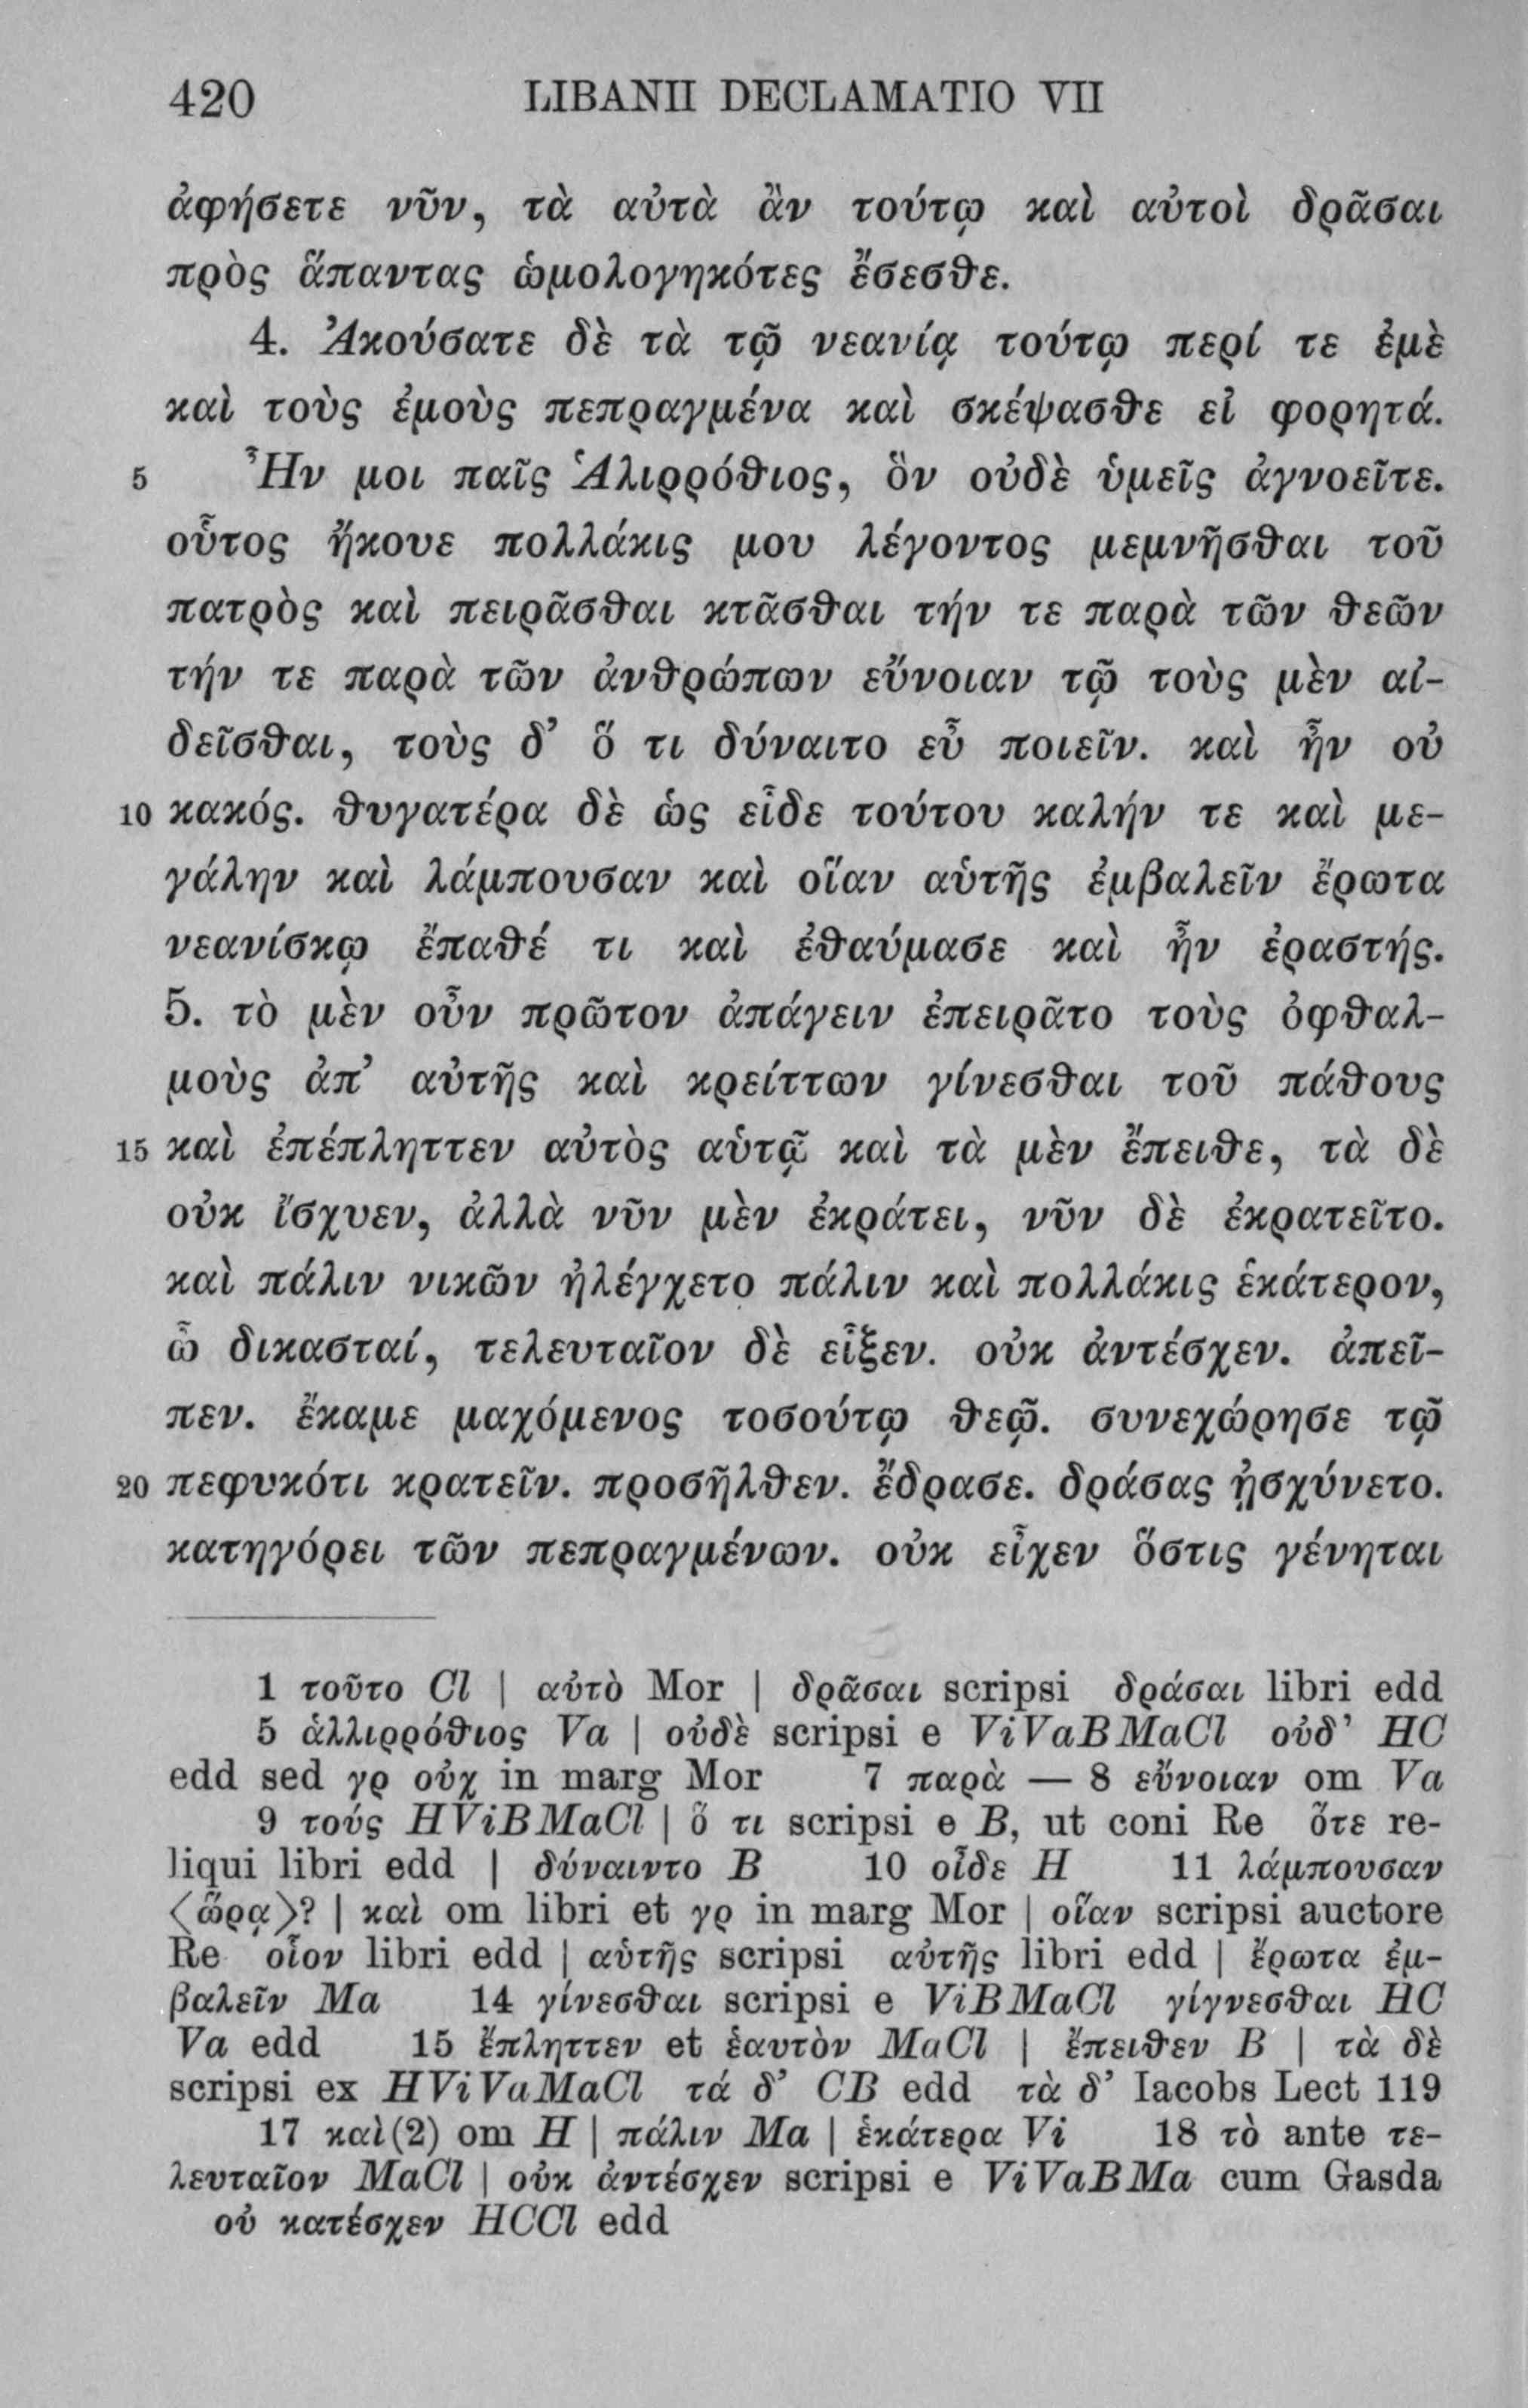 420 LIBANII DECLAMATIO VII
ἀφήσετε νῦν, τὰ αὐτὰ ἂν τούτῳ καὶ αὐτοὶ δρᾶσαι
πρὸς ἅπαντας ὡμολογηκότες ἔσεσθε.
4. Ἀκούσατε δὲ τὰ τῷ νεανίᾳ τούτῳ περί τε ἐμὲ
καὶ τοὺς ἐμοὺς πεπραγμένα καὶ σκέψασθε εἰ φορητά.
5 Ἦν μοι παῖς Ἁλιρρόθιος, ὃν οὐδὲ ὑμεῖς ἀγνοεῖτε.
οὗτος ἤκουε πολλάκις μου λέγοντος μεμνῆσθαι τοῦ
πατρὸς καὶ πειρᾶσθαι κτᾶσθαι τήν τε παρὰ τῶν θεῶν
τήν τε παρὰ τῶν ἀνθρώπων εὔνοιαν τῷ τοὺς μὲν αἰ-
δεῖσθαι, τοὺς δ’ ὅ τι δύναιτο εὖ ποιεῖν. καὶ ἦν οὐ
10 κακός. θυγατέρα δὲ ὡς εἶδε τούτου καλήν τε καὶ με-
γάλην καὶ λάμπουσαν καὶ οἵαν αὑτῆς ἐμβαλεῖν ἔρωτα
νεανίσκῳ ἔπαθέ τι καὶ ἐθαύμασε καὶ ἦν ἐραστής.
5. τὸ μὲν οὖν πρῶτον ἀπάγειν ἐπειρᾶτο τοὺς ὀφθαλ-
μοὺς ἀπ’ αὐτῆς καὶ κρείττων γίνεσθαι τοῦ πάθους
15 καὶ ἐπέπληττεν αὐτὸς αὑτῷ καὶ τὰ μὲν ἔπειθε, τὰ δὲ
οὐκ ἴσχυεν, ἀλλὰ νῦν μὲν ἐκράτει, νῦν δὲ ἐκρατεῖτο.
καὶ πάλιν νικῶν ἠλέγχετο πάλιν καὶ πολλάκις ἑκάτερον,
ὦ δικασταί, τελευταῖον δὲ εἶξεν. οὐκ ἀντέσχεν. ἀπεῖ-
πεν. ἔκαμε μαχόμενος τοσούτῳ θεῷ. συνεχώρησε τῷ
20 πεφυκότι κρατεῖν. προσῆλθεν. ἔδρασε. δράσας ᾐσχύνετο.
κατηγόρει τῶν πεπραγμένων. οὐκ εἶχεν ὅστις γένηται
1 τοῦτο Cl | αὐτὸ Mor | δρᾶσαι scripsi δράσαι libri edd
5 ἁλλιρρόθιος Va | οὐδὲ scripsi e ViVaBMaCl οὐδ’ HC
edd sed γρ οὐχ in marg Mor 7 παρὰ — 8 εὔνοιαν om Va
9 τούς HViBMaCl | ὅ τι scripsi e B, ut coni Re ὅτε re-
liqui libri edd | δύναιντο B 10 οἶδε H 11 λάμπουσαν
⟨ὥρᾳ⟩? | καὶ om libri et γρ in marg Mor | οἵαν scripsi auctore
Re οἷον libri edd | αὑτῆς scripsi αὐτῆς libri edd | ἔρωτα ἐμ-
βαλεῖν Ma 14 γίνεσθαι scripsi e ViBMaCl γίγνεσθαι HC
Va edd 15 ἔπληττεν et ἑαυτὸν MaCl | ἔπειθεν B | τὰ δὲ
scripsi ex HViVaMaCl τά δ’ CB edd τὰ δ’ Iacobs Lect 119
17 καὶ(2) om H | πάλιν Ma | ἑκάτερα Vi 18 τὸ ante τε-
λευταῖον MaCl | οὐκ ἀντέσχεν scripsi e ViVaBMa cum Gasda
οὐ κατέσχεν HCCl edd